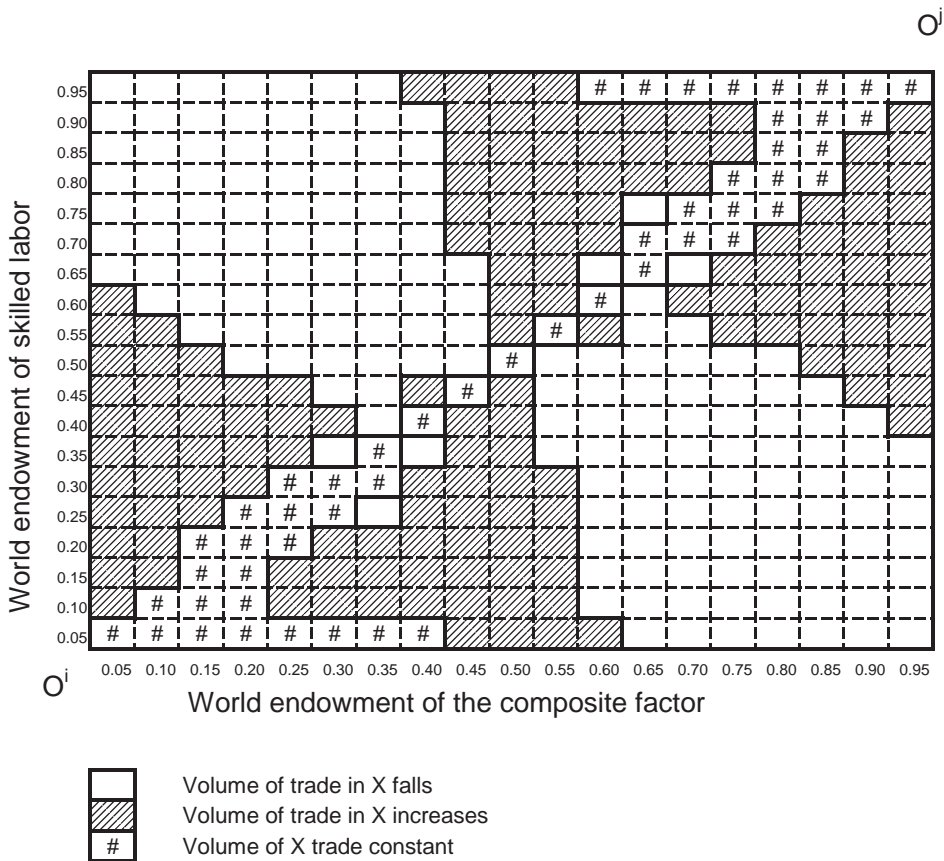 O^j
0.95 # # # # # # # #
0.90 # # #
0.85 # #
0.80 # # #
0.75 # # #
0.70 # # #
0.65 #
0.60 #
0.55 #
0.50 #
0.45 #
0.40 #
0.35 #
0.30 # # #
0.25 # # #
0.20 # # #
0.15 # #
0.10 # # #
0.05 # # # # # # # #
World endowment of skilled labor
O^i
0.05 0.10 0.15 0.20 0.25 0.30 0.35 0.40 0.45 0.50 0.55 0.60 0.65 0.70 0.75 0.80 0.85 0.90 0.95
World endowment of the composite factor
Volume of trade in X falls
Volume of trade in X increases
# Volume of X trade constant